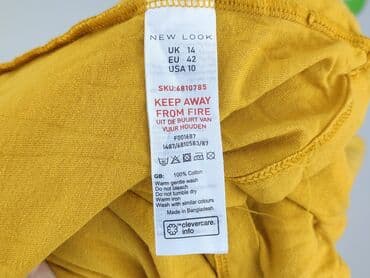 NEW LOOK
UK 14
EU 42
USA 10
SKU:6810785
KEEP AWAY
FROM FIRE
UIT DE BUURT VAN
VUUR HOUDEN
#001687
1687/6810583/87
GB: 100% Cotton
Warm gentle wash
Do not bleach
Do not tumble dry
Warm iron
Wash with similar colours
Made in Bangladesh
clevercare.
info